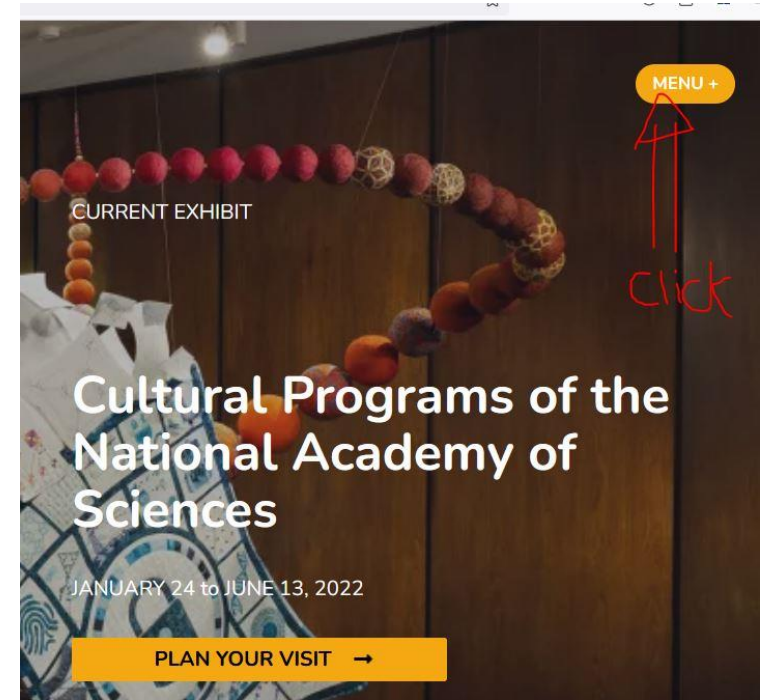 MENU +
click
CURRENT EXHIBIT
Cultural Programs of the
National Academy of
Sciences
JANUARY 24 to JUNE 13, 2022
PLAN YOUR VISIT →